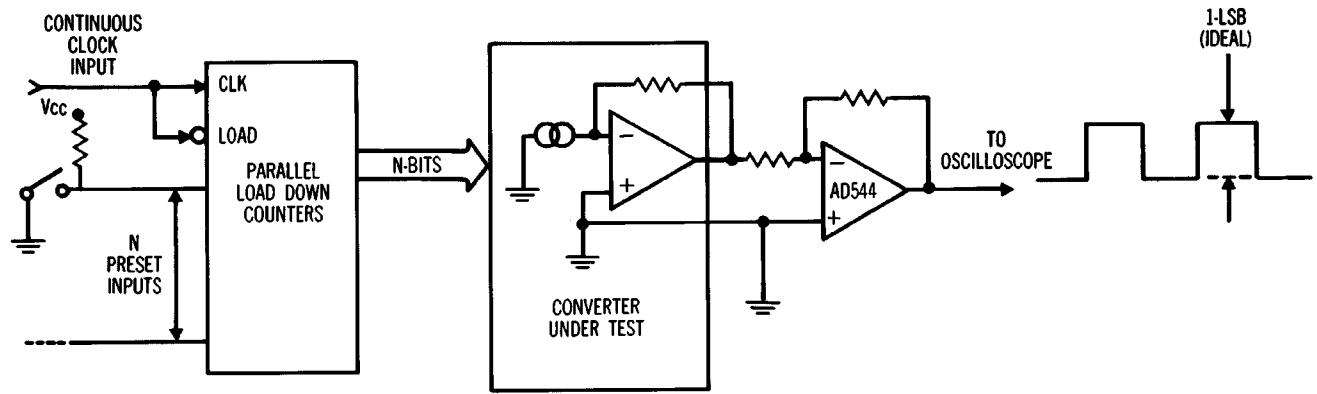 CONTINUOUS
CLOCK
INPUT
Vcc
CLK
LOAD
PARALLEL
LOAD DOWN
COUNTERS
N
PRESET
INPUTS
N-BITS
−
+
CONVERTER
UNDER TEST
−
AD544
+
TO
OSCILLOSCOPE
1-LSB
(IDEAL)